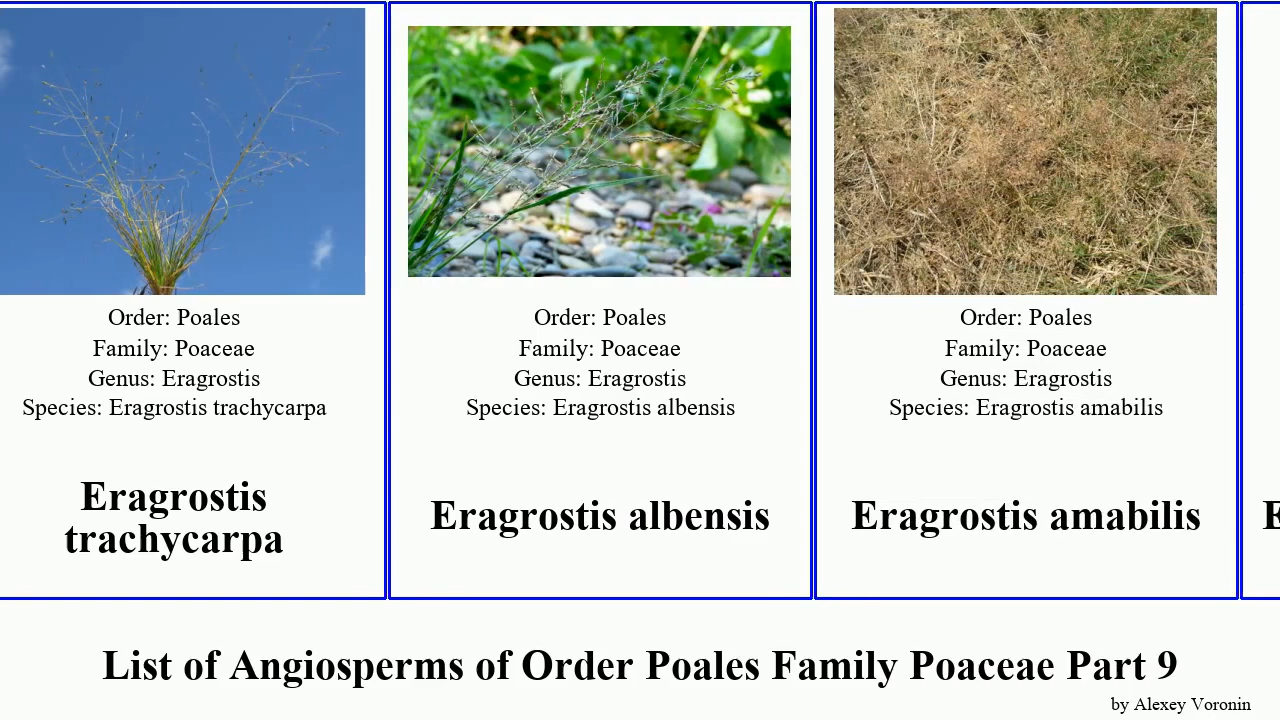 Order: Poales
Family: Poaceae
Genus: Eragrostis
Species: Eragrostis trachycarpa
Eragrostis
trachycarpa
Order: Poales
Family: Poaceae
Genus: Eragrostis
Species: Eragrostis albensis
Eragrostis albensis
Order: Poales
Family: Poaceae
Genus: Eragrostis
Species: Eragrostis amabilis
Eragrostis amabilis
E
List of Angiosperms of Order Poales Family Poaceae Part 9
by Alexey Voronin